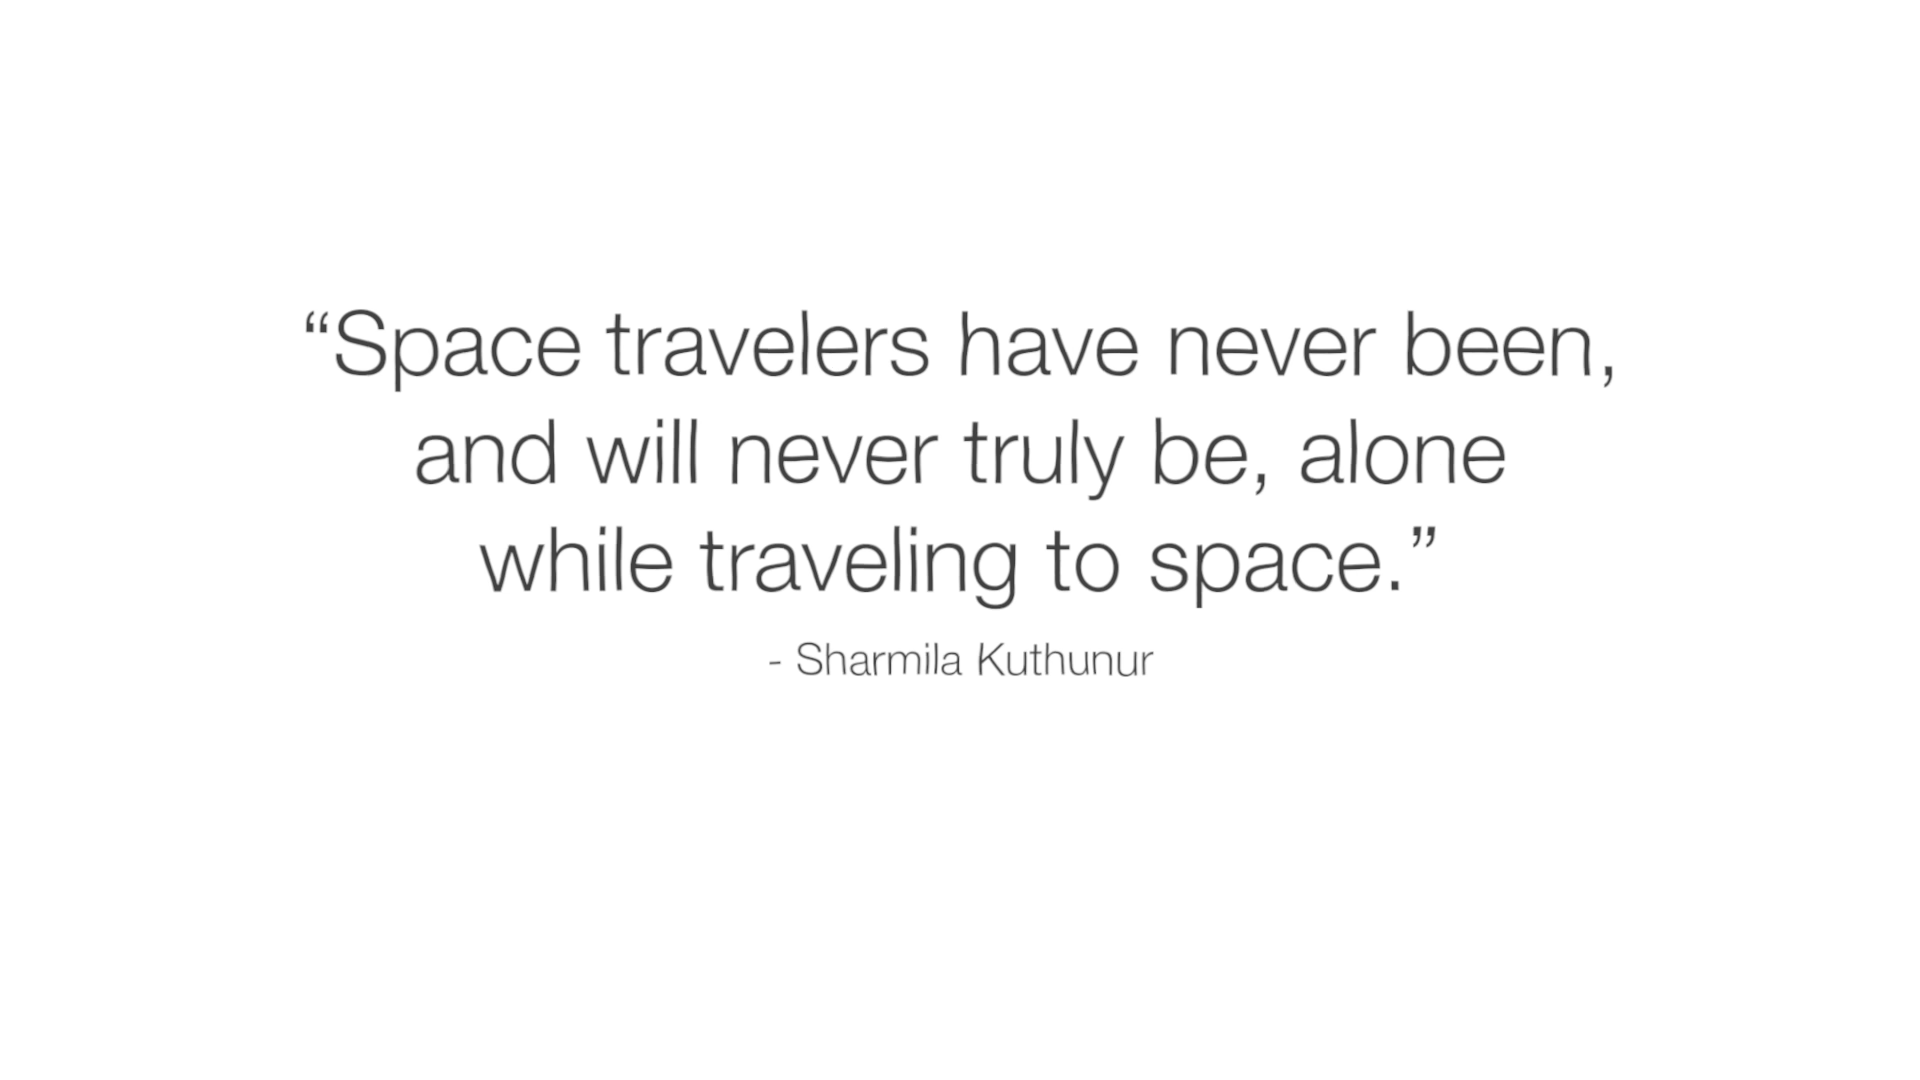 “Space travelers have never been,
and will never truly be, alone
while traveling to space.”
- Sharmila Kuthunur